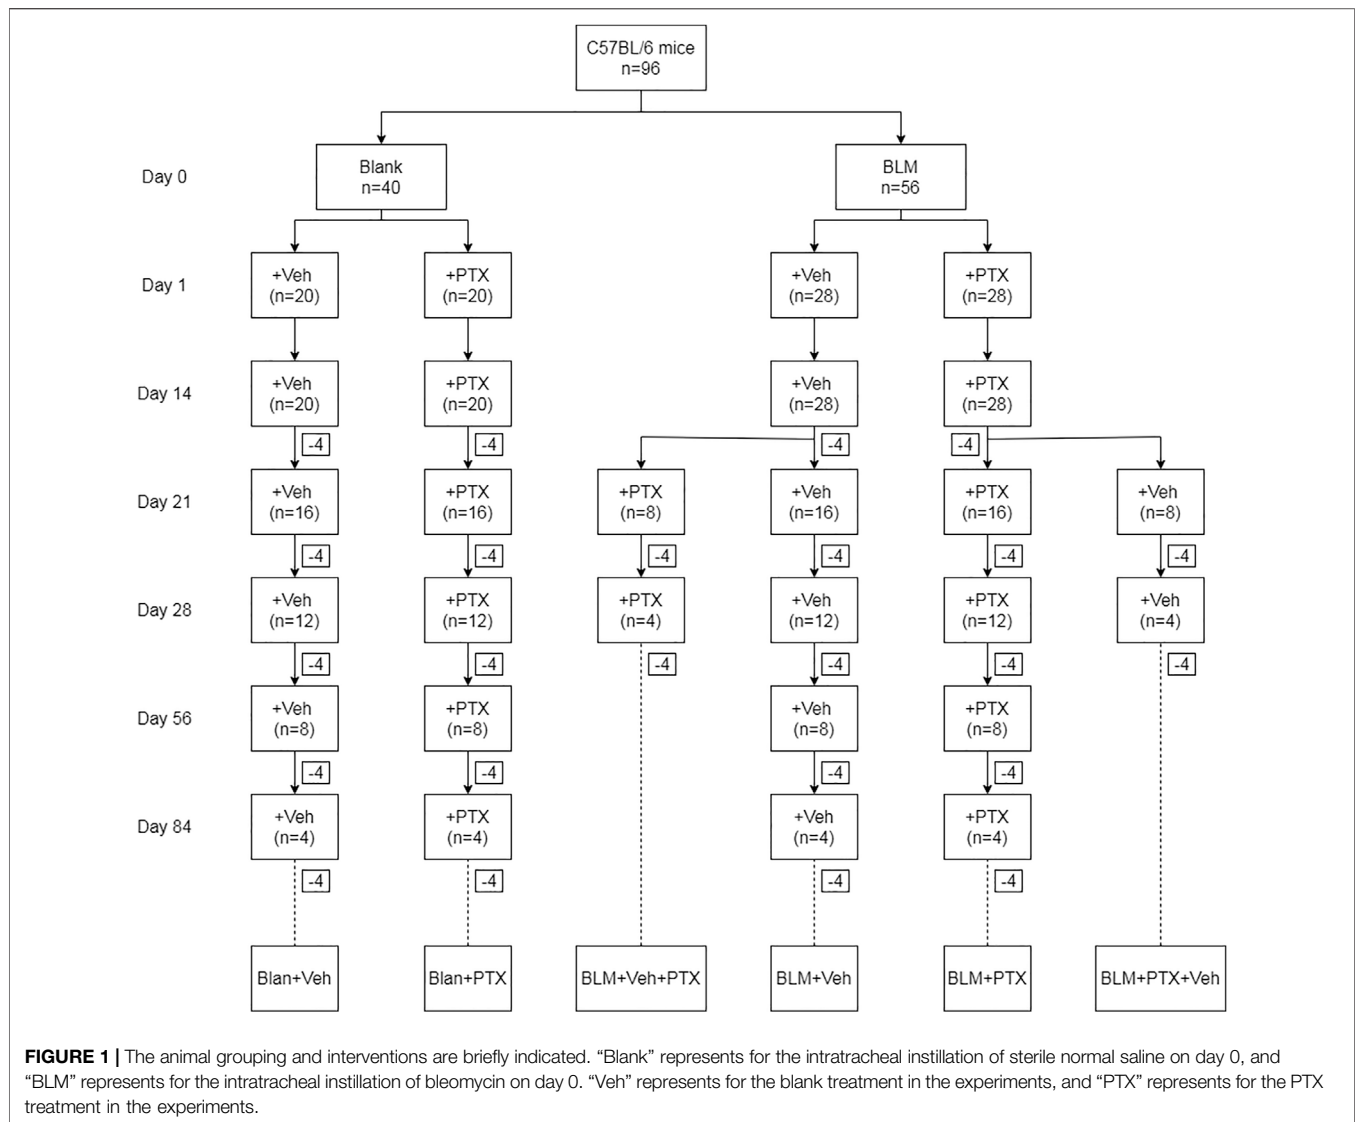 C57BL/6 mice
n=96
Day 0
Blank
n=40
BLM
n=56
Day 1
+Veh
(n=20)
+PTX
(n=20)
+Veh
(n=28)
+PTX
(n=28)
Day 14
+Veh
(n=20)
+PTX
(n=20)
+Veh
(n=28)
+PTX
(n=28)
-4
-4
-4
-4
Day 21
+Veh
(n=16)
+PTX
(n=16)
+PTX
(n=8)
+Veh
(n=16)
+PTX
(n=16)
+Veh
(n=8)
-4
-4
-4
-4
-4
-4
Day 28
+Veh
(n=12)
+PTX
(n=12)
+PTX
(n=4)
+Veh
(n=12)
+PTX
(n=12)
+Veh
(n=4)
-4
-4
-4
-4
-4
-4
Day 56
+Veh
(n=8)
+PTX
(n=8)
+Veh
(n=8)
+PTX
(n=8)
-4
-4
-4
-4
Day 84
+Veh
(n=4)
+PTX
(n=4)
+Veh
(n=4)
+PTX
(n=4)
-4
-4
-4
-4
Blan+Veh
Blan+PTX
BLM+Veh+PTX
BLM+Veh
BLM+PTX
BLM+PTX+Veh
FIGURE 1 | The animal grouping and interventions are briefly indicated. “Blank” represents for the intratracheal instillation of sterile normal saline on day 0, and
“BLM” represents for the intratracheal instillation of bleomycin on day 0. “Veh” represents for the blank treatment in the experiments, and “PTX” represents for the PTX
treatment in the experiments.